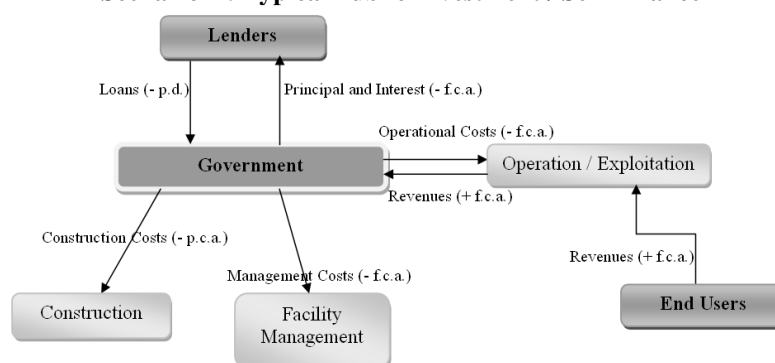 Lenders
Loans (- p.d.)
Principal and Interest (- f.c.a.)
Operational Costs (- f.c.a.)
Government
Operation / Exploitation
Revenues (+ f.c.a.)
Construction Costs (- p.c.a.)
Revenues (+ f.c.a.)
Management Costs (- f.c.a.)
Construction
Facility
Management
End Users